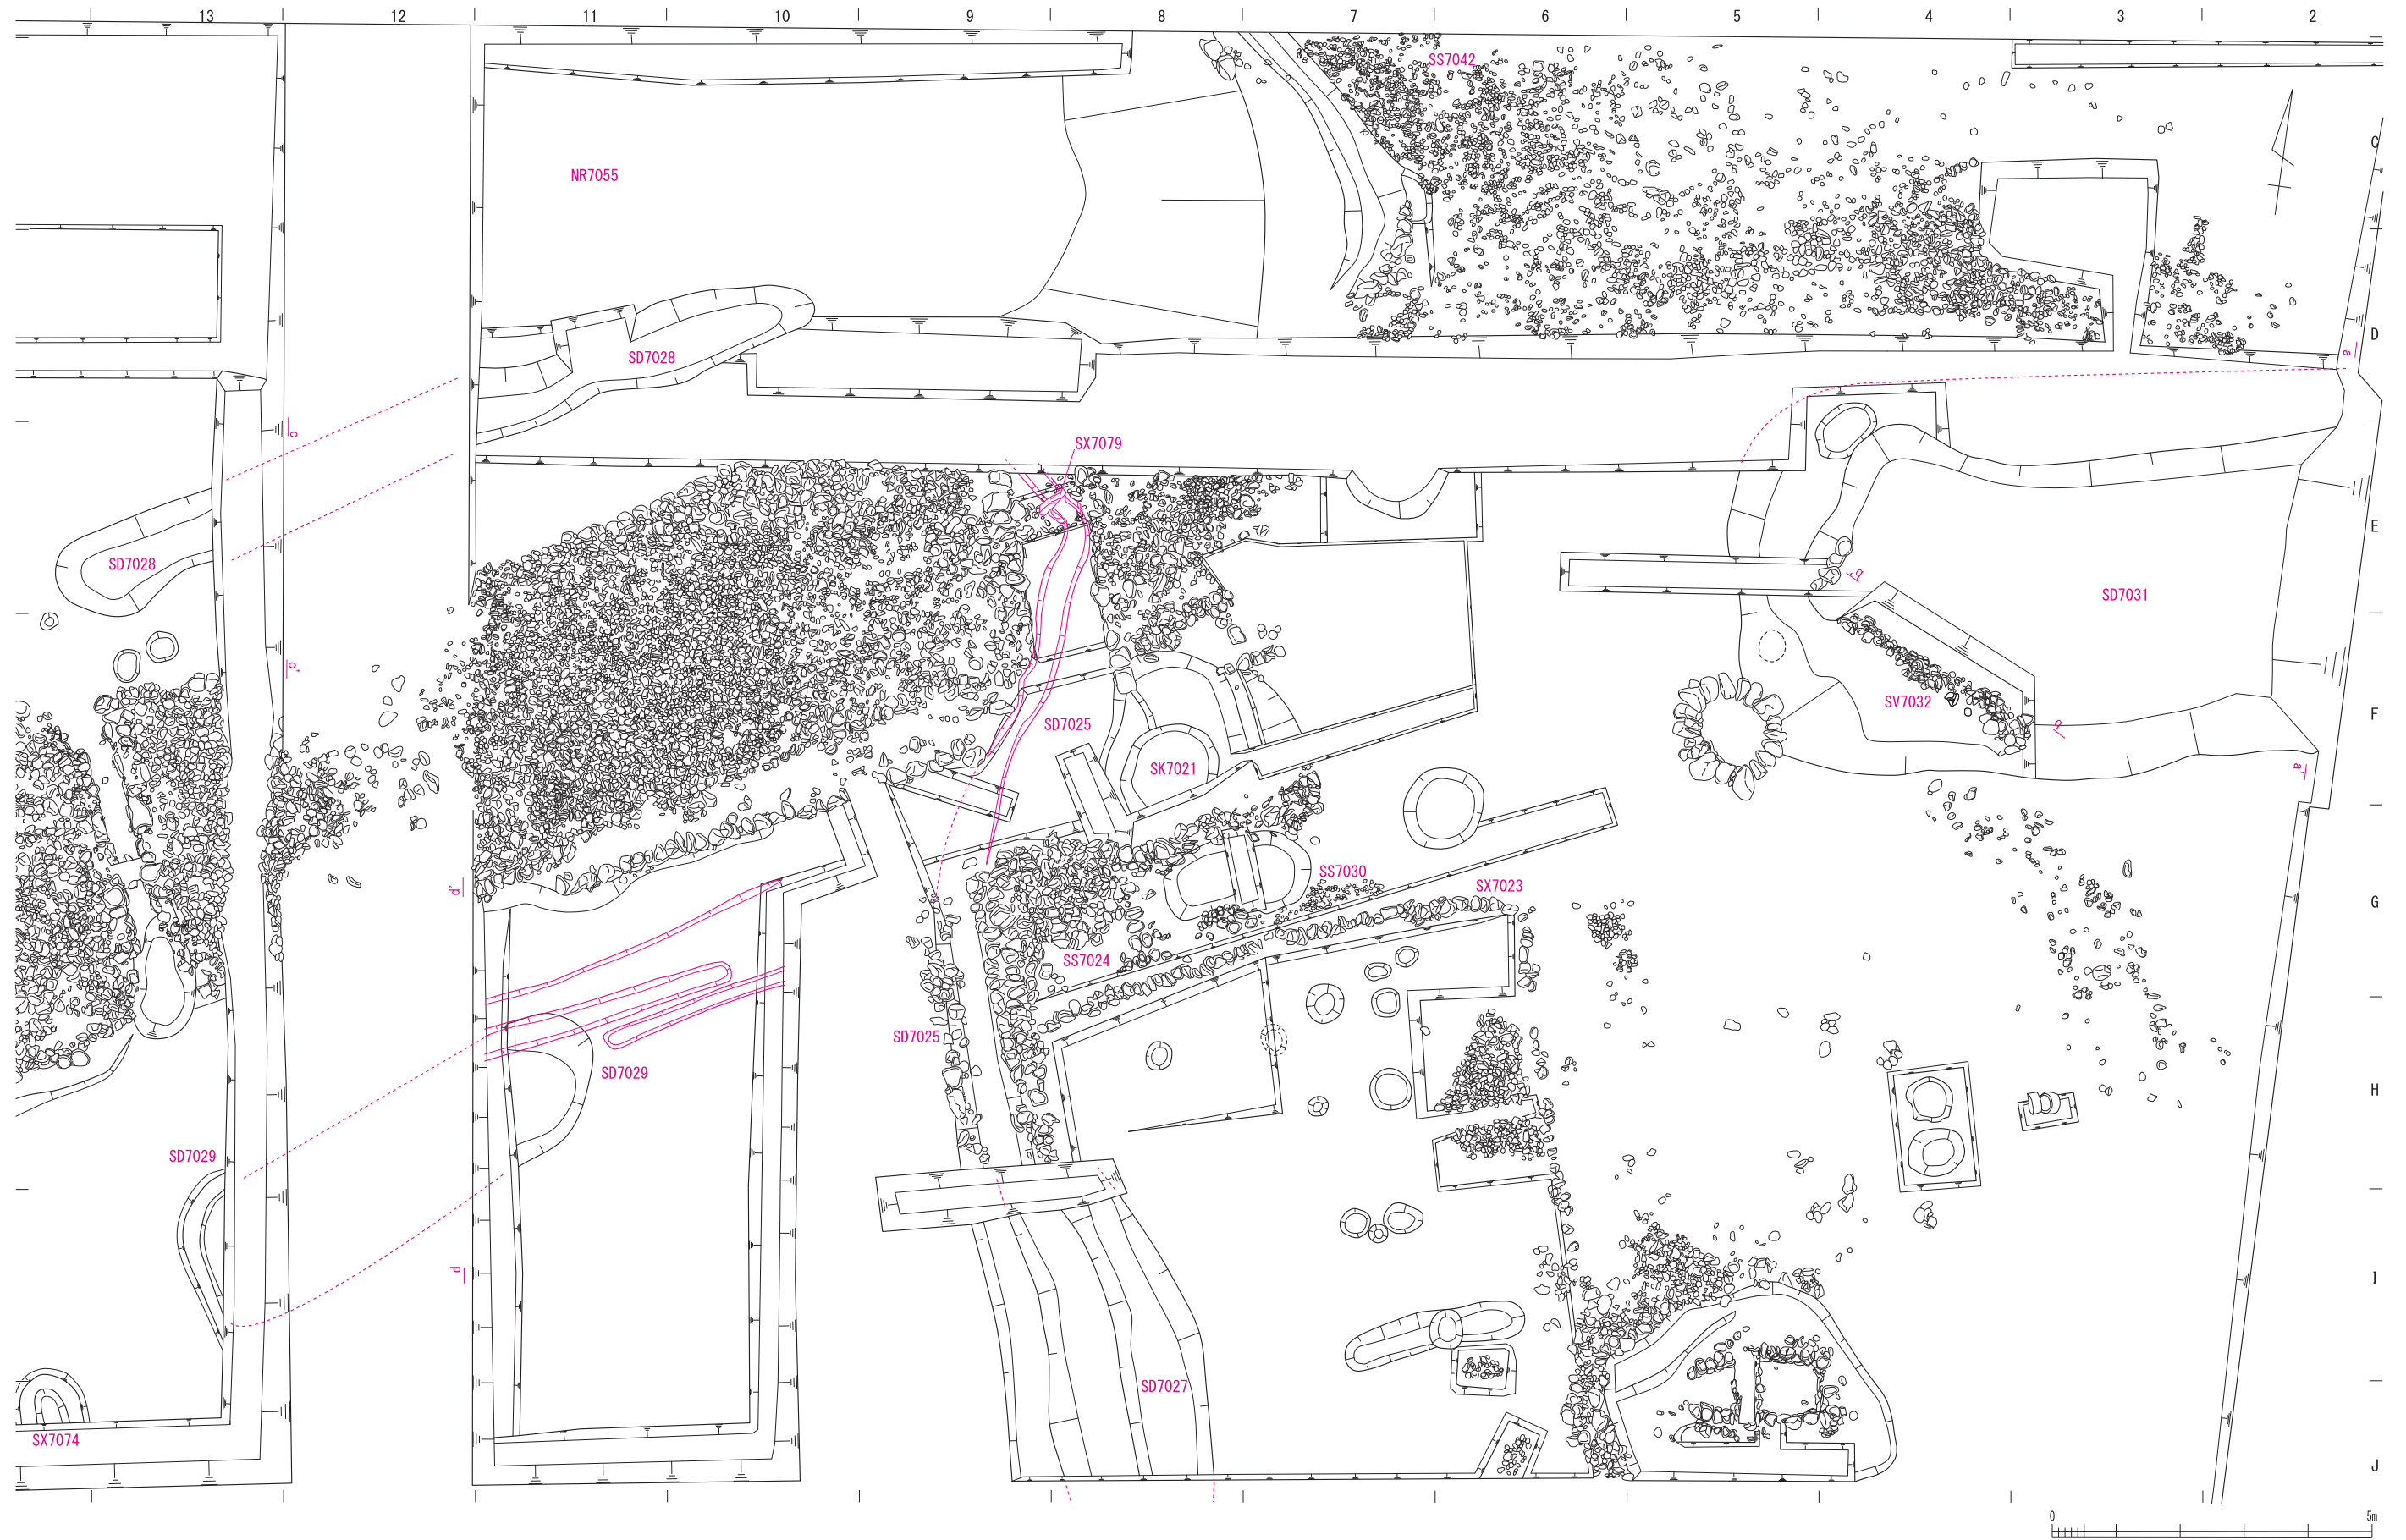 13 12 11 10 9 8 7 6 5 4 3 2
SS7042
C
NR7055
D
a
SD7028
c
SX7079
E
SD7028
b'
SD7031
c'
SV7032
F
SD7025
b
SK7021
a'
d'
SS7030
SX7023
G
SS7024
SD7025
SD7029
H
SD7029
d
I
SD7027
SX7074
J
0 5m